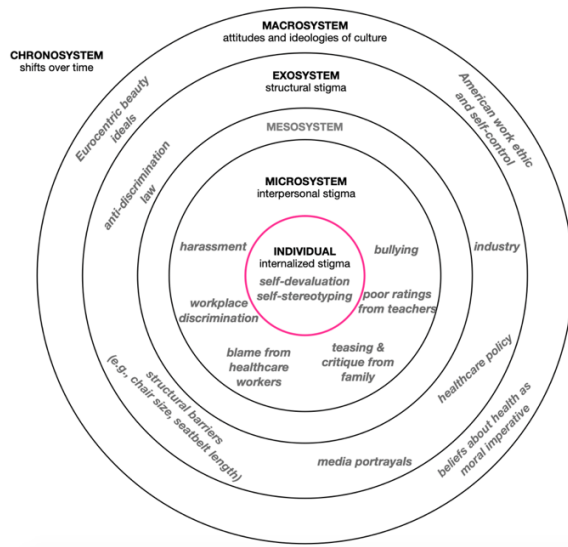 MACROSYSTEM
attitudes and ideologies of culture
CHRONOSYSTEM
shifts over time
EXOSYSTEM
structural stigma
Eurocentric beauty
ideals
American work ethic
and self-control
MESOSYSTEM
anti-discrimination
law
MICROSYSTEM
interpersonal stigma
harassment
INDIVIDUAL
internalized stigma
bullying
industry
self-devaluation
self-stereotyping
workplace
discrimination
poor ratings
from teachers
blame from
healthcare
workers
teasing &
critique from
family
structural barriers
(e.g., chair size, seatbelt length)
healthcare policy
media portrayals
beliefs about health as
moral imperative